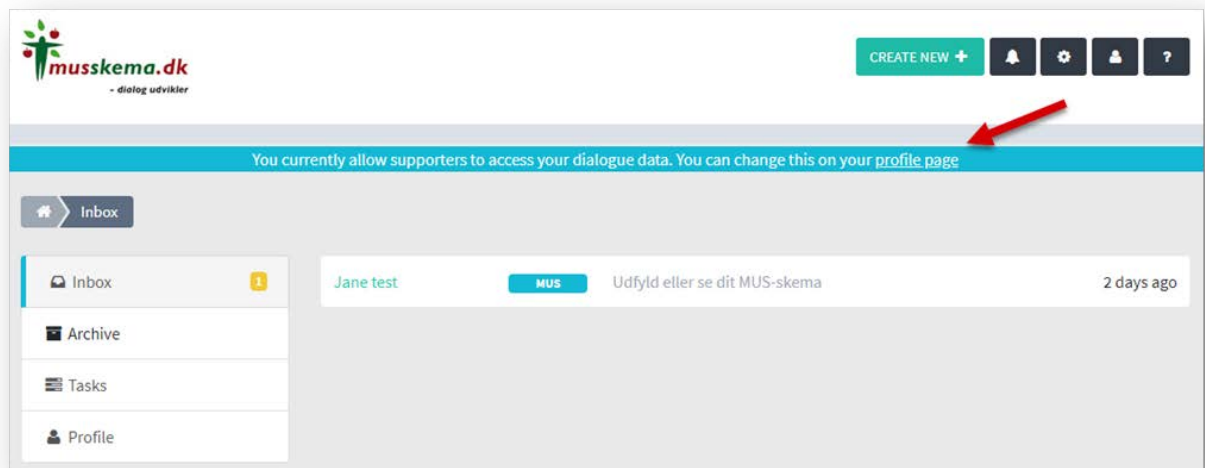 musskema.dk
- dialog udvikler
CREATE NEW +
?
You currently allow supporters to access your dialogue data. You can change this on your profile page
Inbox
Inbox 1
Jane test MUS Udfyld eller se dit MUS-skema 2 days ago
Archive
Tasks
Profile